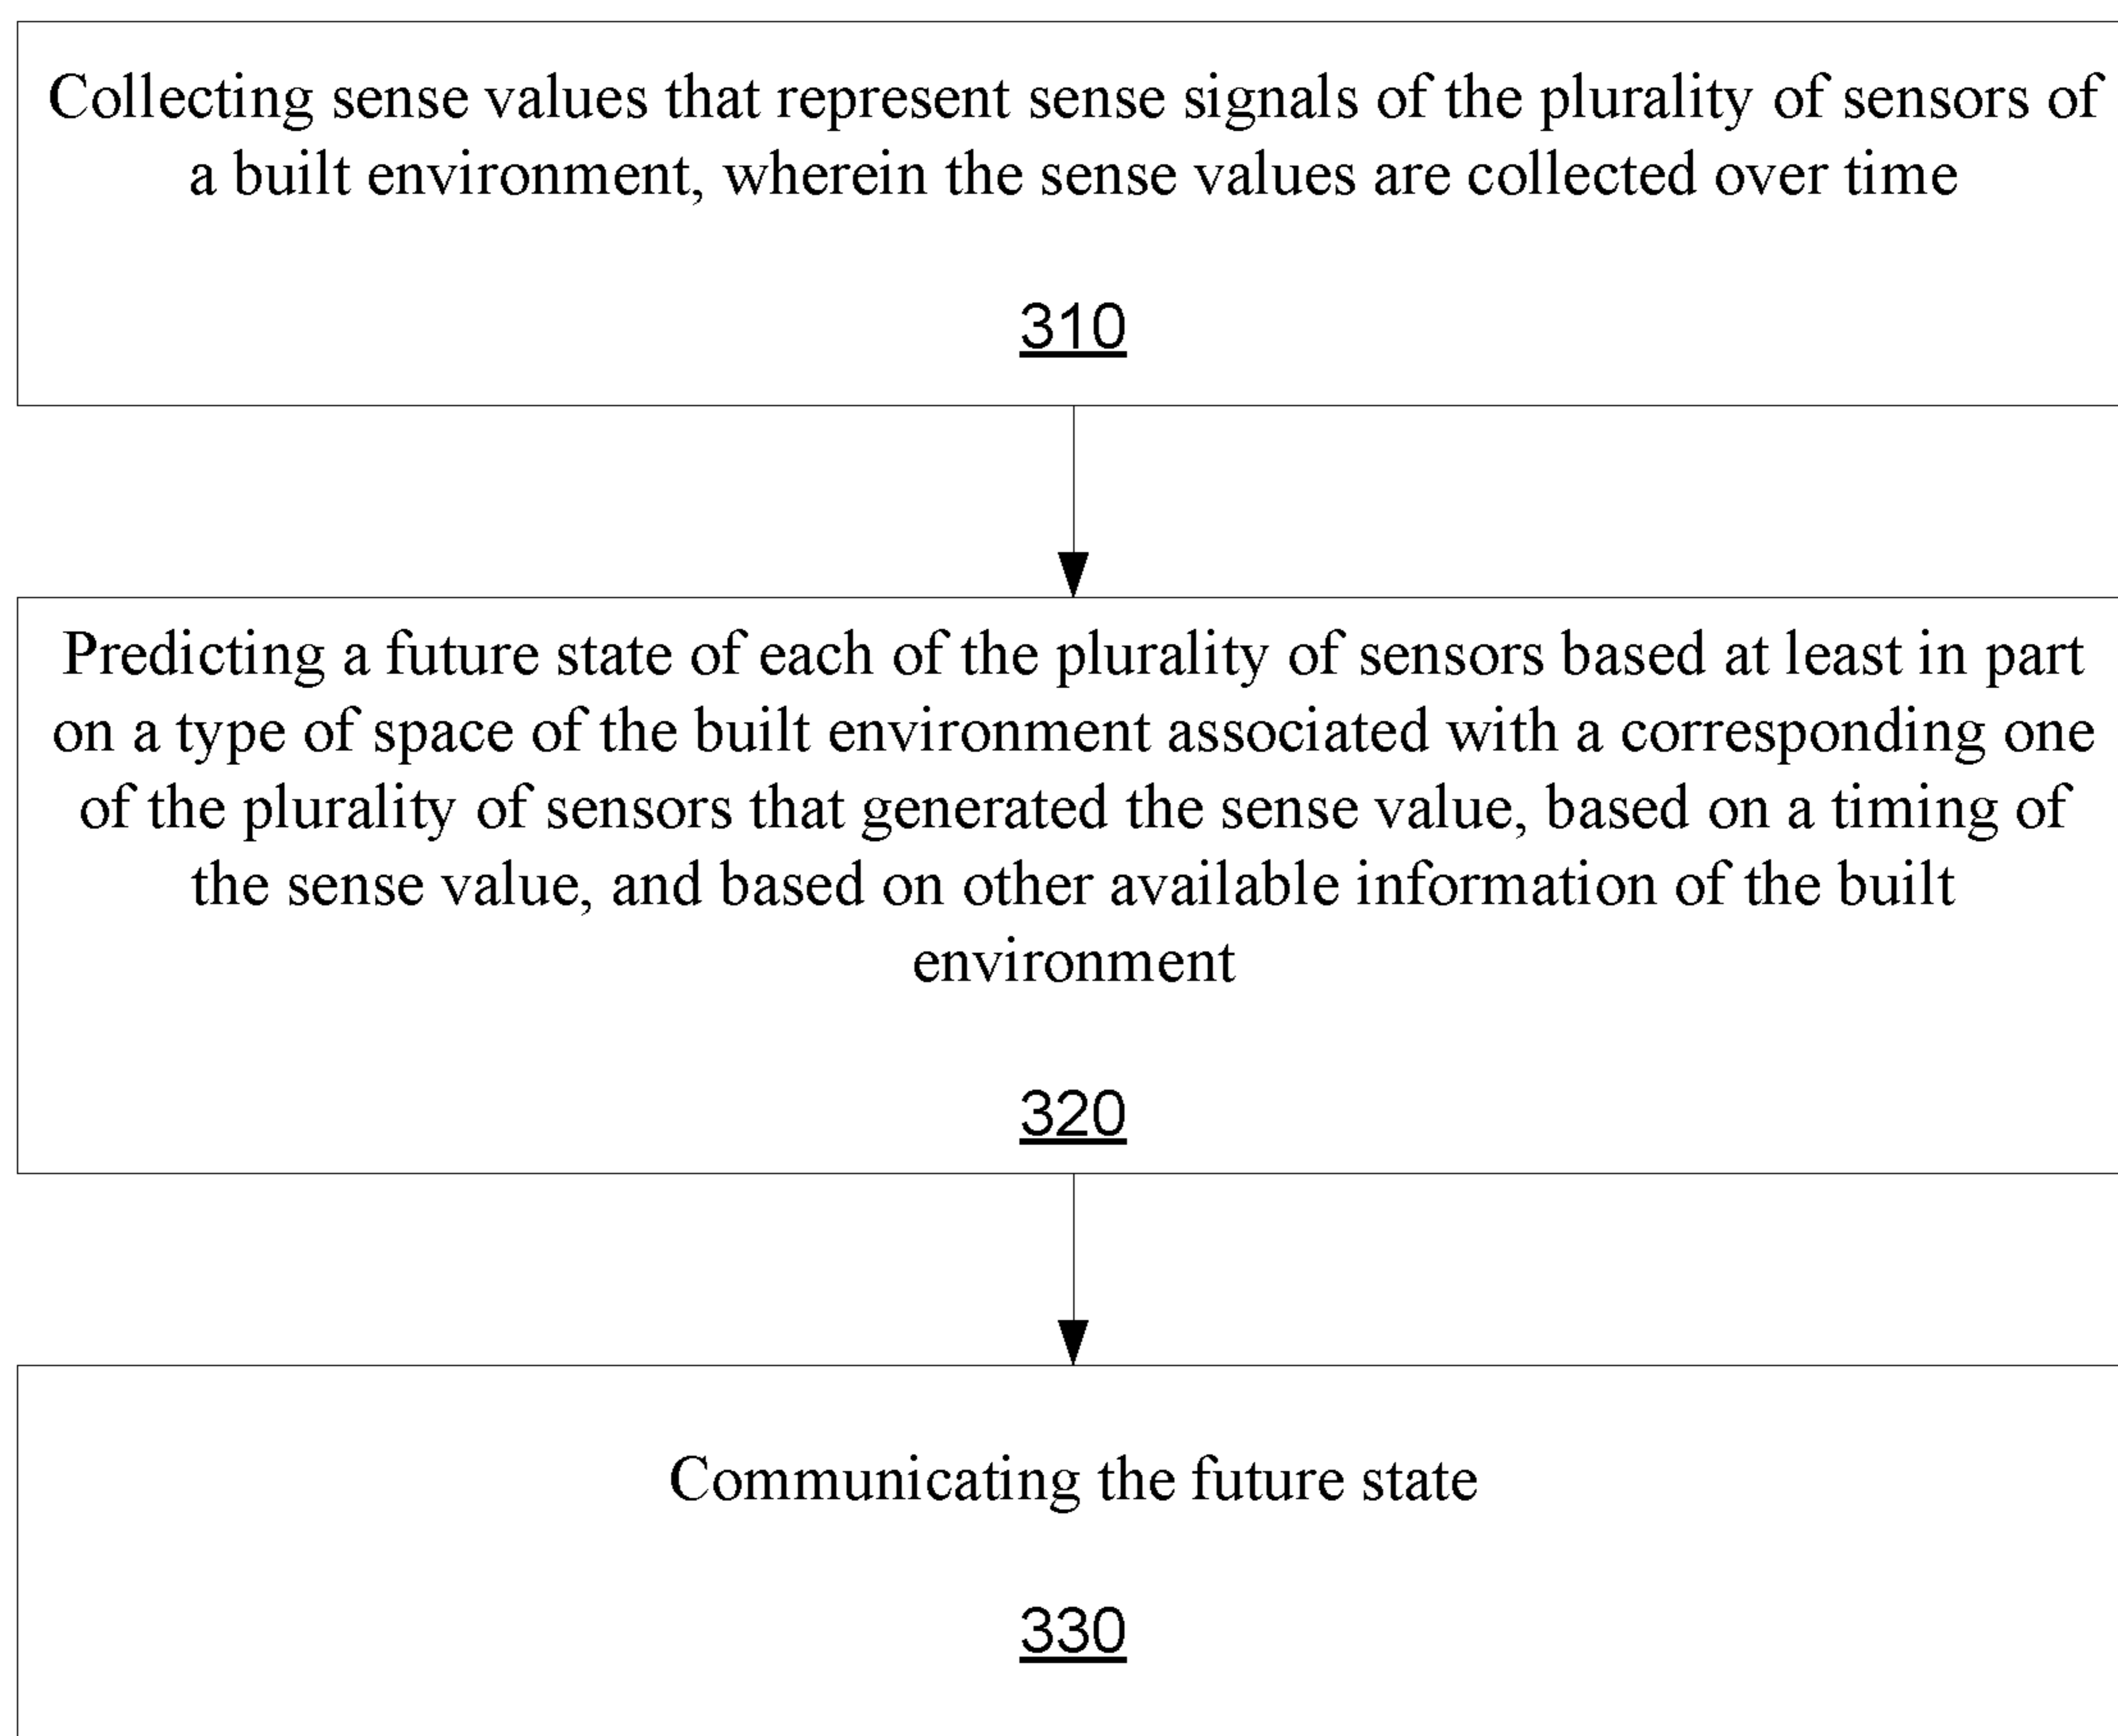 Collecting sense values that represent sense signals of the plurality of sensors of
a built environment, wherein the sense values are collected over time
310
Predicting a future state of each of the plurality of sensors based at least in part
on a type of space of the built environment associated with a corresponding one
of the plurality of sensors that generated the sense value, based on a timing of
the sense value, and based on other available information of the built
environment
320
Communicating the future state
330